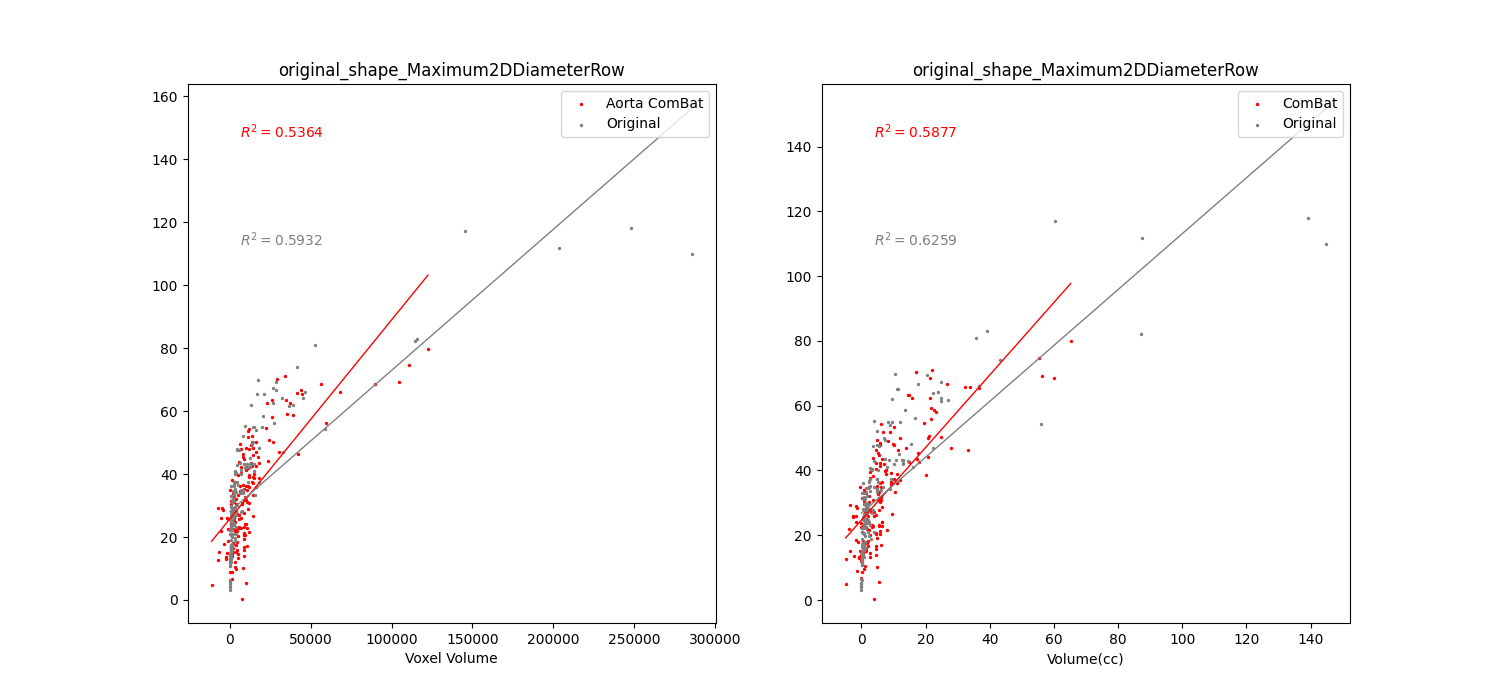 original_shape_Maximum2DDiameterRow
160
140
120
100
80
60
40
20
0
R² = 0.5364
R² = 0.5932
Aorta ComBat
Original
0 50000 100000 150000 200000 250000 300000
Voxel Volume
original_shape_Maximum2DDiameterRow
140
120
100
80
60
40
20
0
R² = 0.5877
R² = 0.6259
ComBat
Original
0 20 40 60 80 100 120 140
Volume(cc)